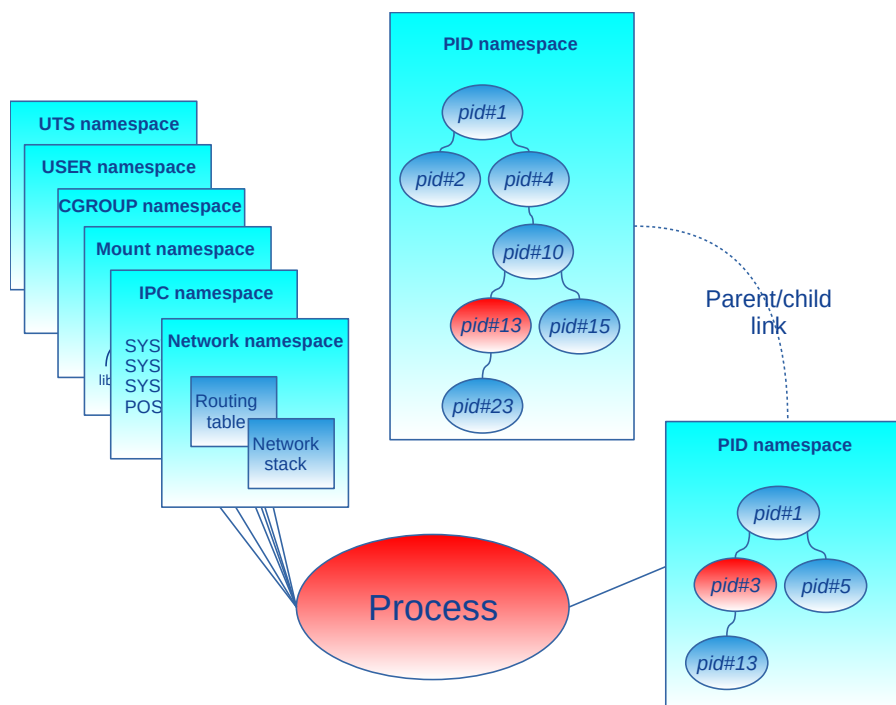 PID namespace
pid#1
pid#2
pid#4
pid#10
pid#13
pid#15
pid#23
UTS namespace
USER namespace
CGROUP namespace
Mount namespace
lib
IPC namespace
SYS
SYS
SYS
POS
Network namespace
Routing
table
Network
stack
Parent/child
link
PID namespace
pid#1
pid#3
pid#5
pid#13
Process